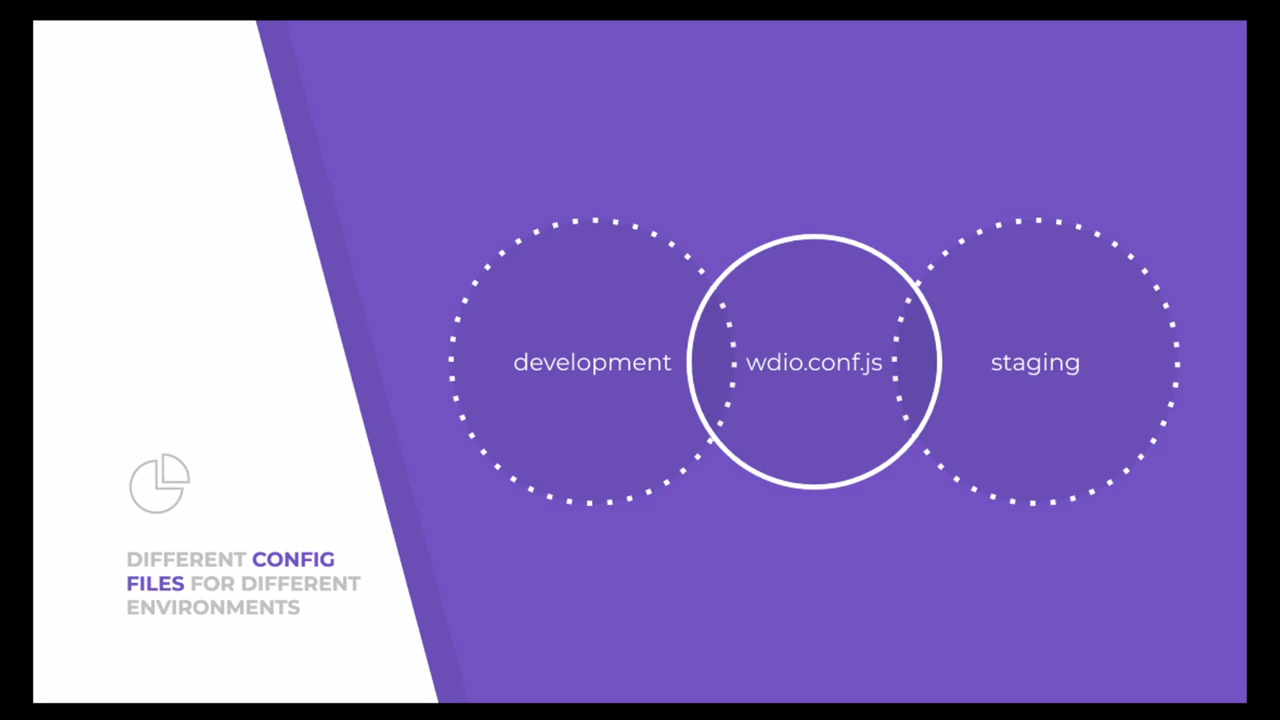 development
wdio.conf.js
staging
DIFFERENT CONFIG
FILES FOR DIFFERENT
ENVIRONMENTS